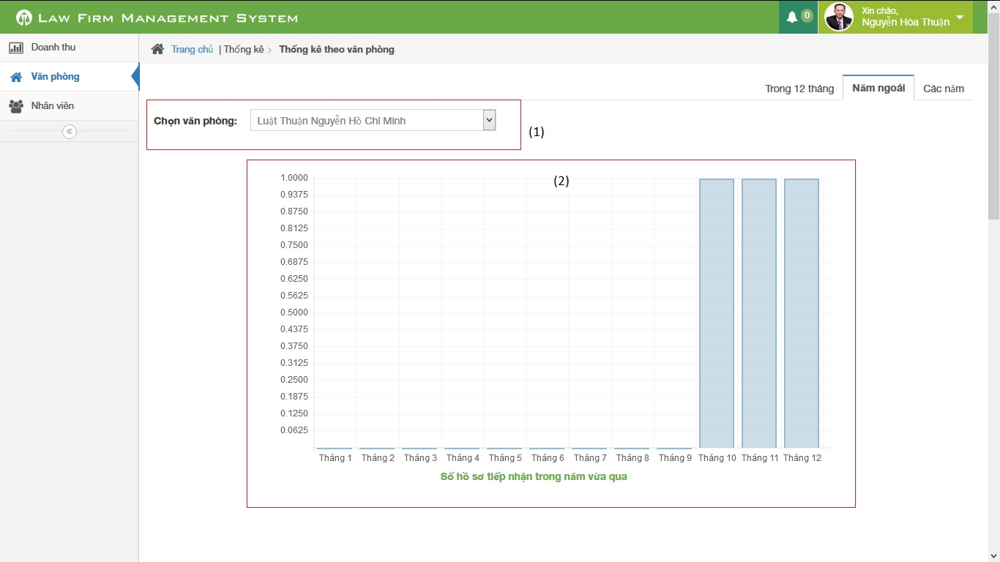 LAW FIRM MANAGEMENT SYSTEM
0
Xin chào,
Nguyễn Hòa Thuận
Doanh thu
Văn phòng
Nhân viên
Trang chủ | Thống kê > Thống kê theo văn phòng
Trong 12 tháng Năm ngoái Các năm
Chọn văn phòng: Luật Thuận Nguyễn Hồ Chí Minh
(1)
(2)
1.0000
0.9375
0.8750
0.8125
0.7500
0.6875
0.6250
0.5625
0.5000
0.4375
0.3750
0.3125
0.2500
0.1875
0.1250
0.0625
Tháng 1 Tháng 2 Tháng 3 Tháng 4 Tháng 5 Tháng 6 Tháng 7 Tháng 8 Tháng 9 Tháng 10 Tháng 11 Tháng 12
Số hồ sơ tiếp nhận trong năm vừa qua